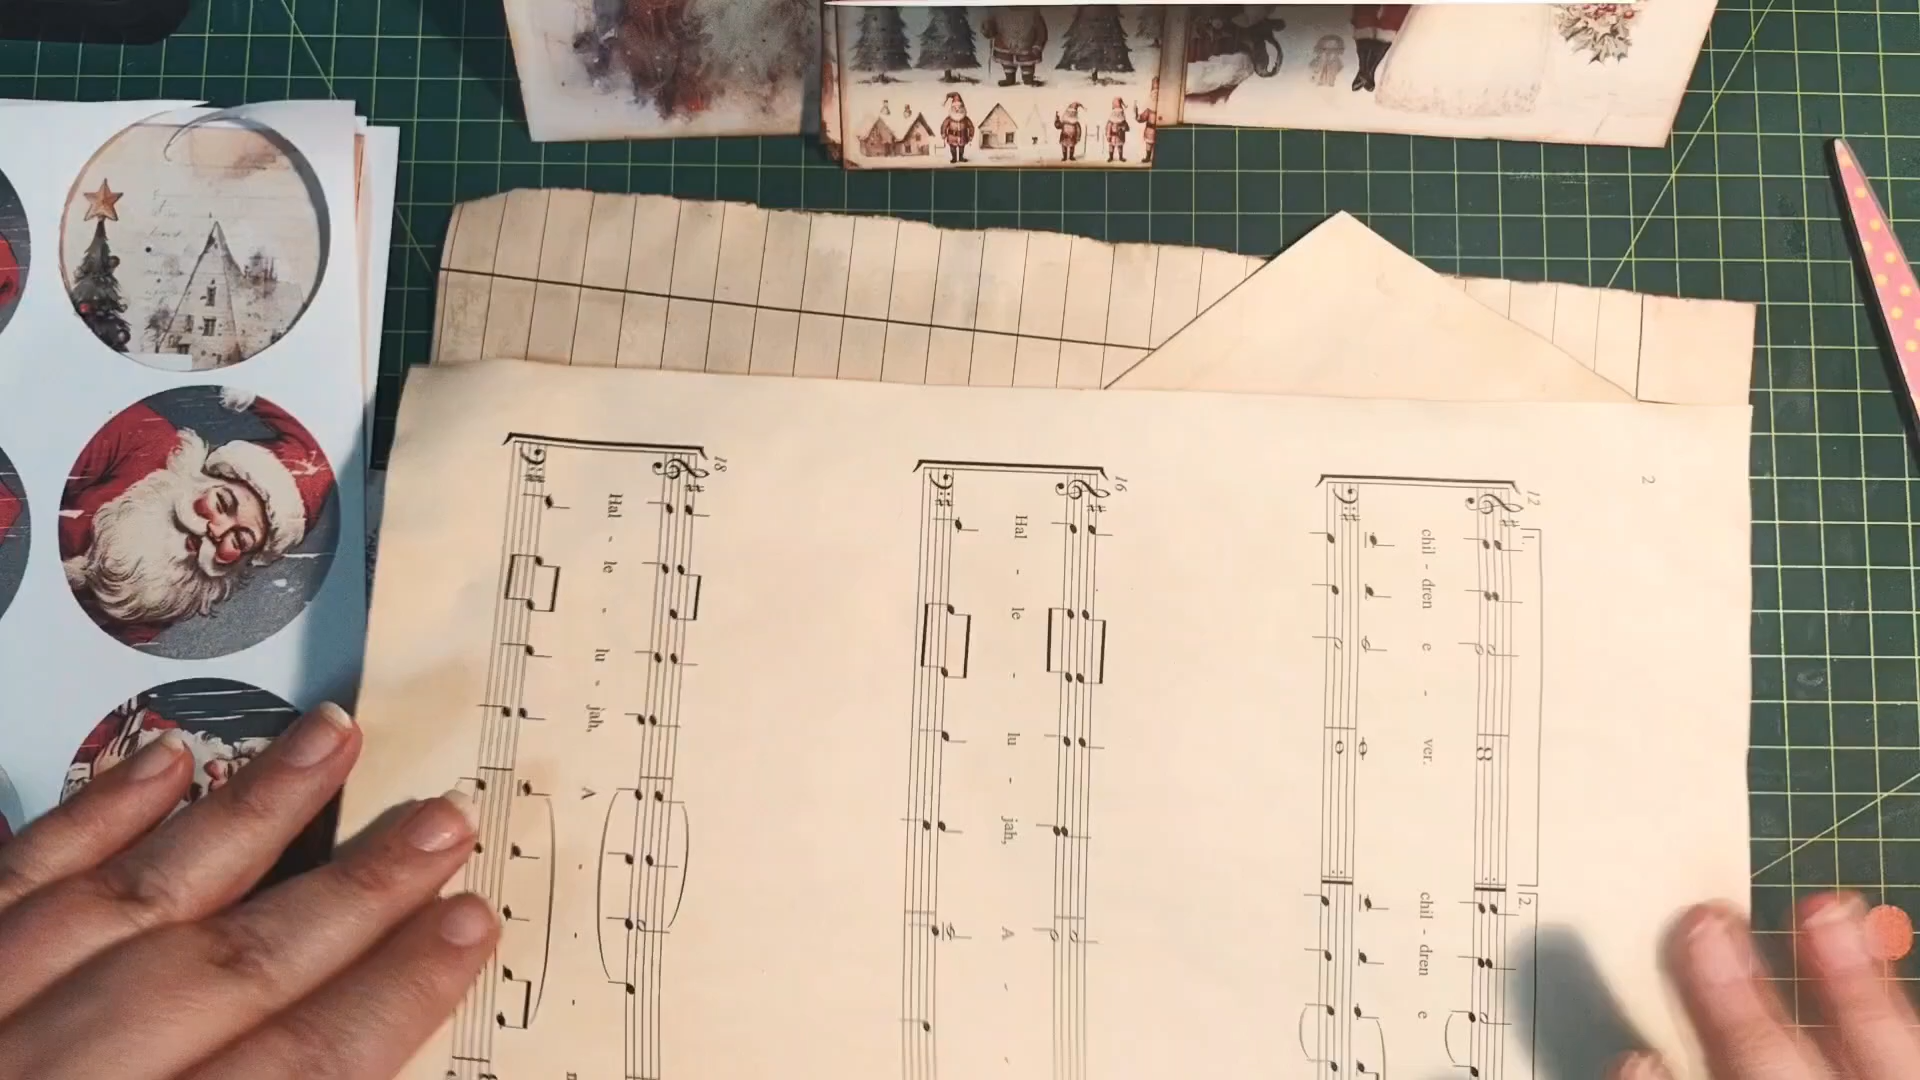 2
12
1.
2.
chil - dren e - ver. chil - dren e
16
Hal - le - lu - jah, A - -
18
Hal - le - lu - jah, A - - -